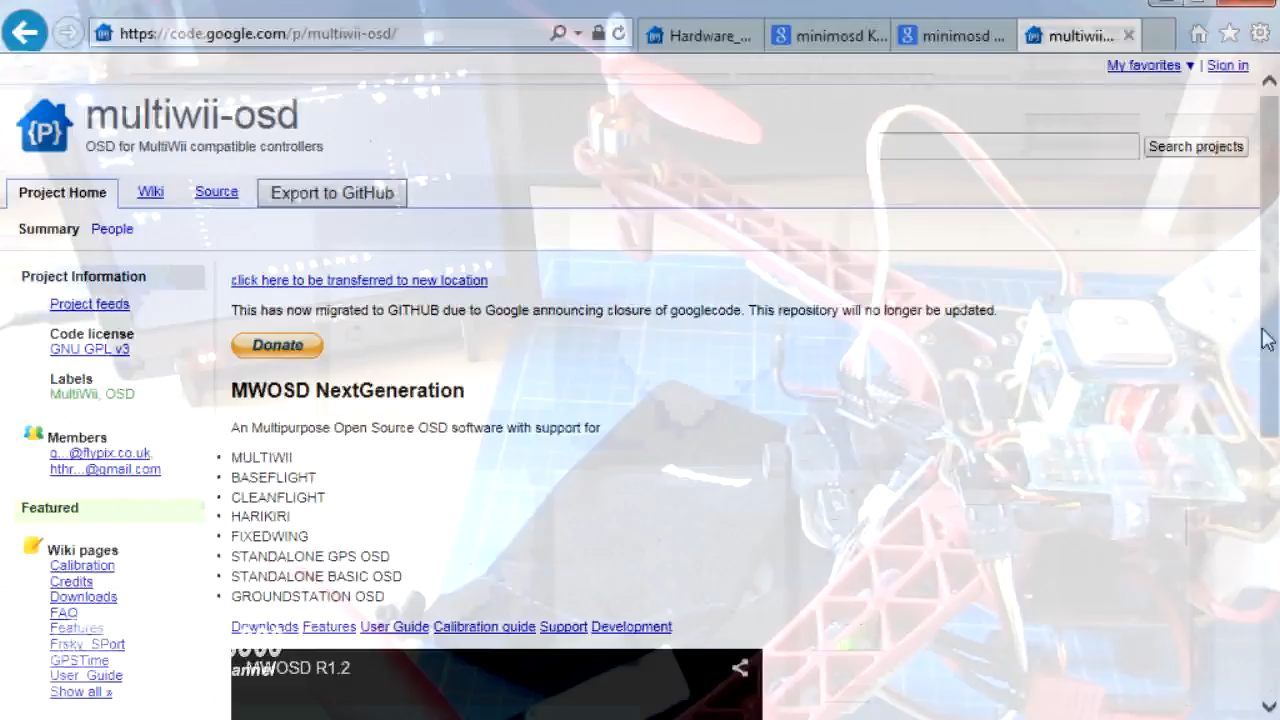 https://code.google.com/p/multiwii-osd/
Hardware_...
minimosd K...
minimosd ...
multiwii...
My favorites ▼ | Sign in
multiwii-osd
OSD for MultiWii compatible controllers
Search projects
Project Home Wiki Source Export to GitHub
Summary People
Project Information
Project feeds
Code license
GNU GPL v3
Labels
MultiWii, OSD
Members
g...@flypix.co.uk
hthr...@gmail.com
Featured
Wiki pages
Calibration
Credits
Downloads
FAQ
Features
Frsky_SPort
GPSTime
User_Guide
Show all »
click here to be transferred to new location
This has now migrated to GITHUB due to Google announcing closure of googlecode. This repository will no longer be updated.
Donate
MWOSD NextGeneration
An Multipurpose Open Source OSD software with support for
• MULTIWII
• BASEFLIGHT
• CLEANFLIGHT
• HARIKIRI
• FIXEDWING
• STANDALONE GPS OSD
• STANDALONE BASIC OSD
• GROUNDSTATION OSD
Downloads Features User Guide Calibration guide Support Development
MWOSD R1.2